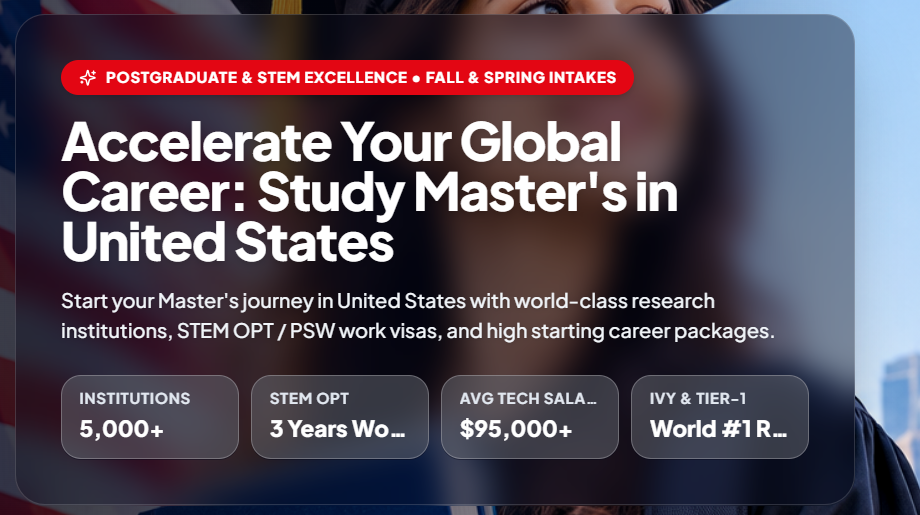 POSTGRADUATE & STEM EXCELLENCE • FALL & SPRING INTAKES
Accelerate Your Global
Career: Study Master's in
United States
Start your Master's journey in United States with world-class research
institutions, STEM OPT / PSW work visas, and high starting career packages.
INSTITUTIONS
5,000+
STEM OPT
3 Years Wo...
AVG TECH SALA...
$95,000+
IVY & TIER-1
World #1 R...